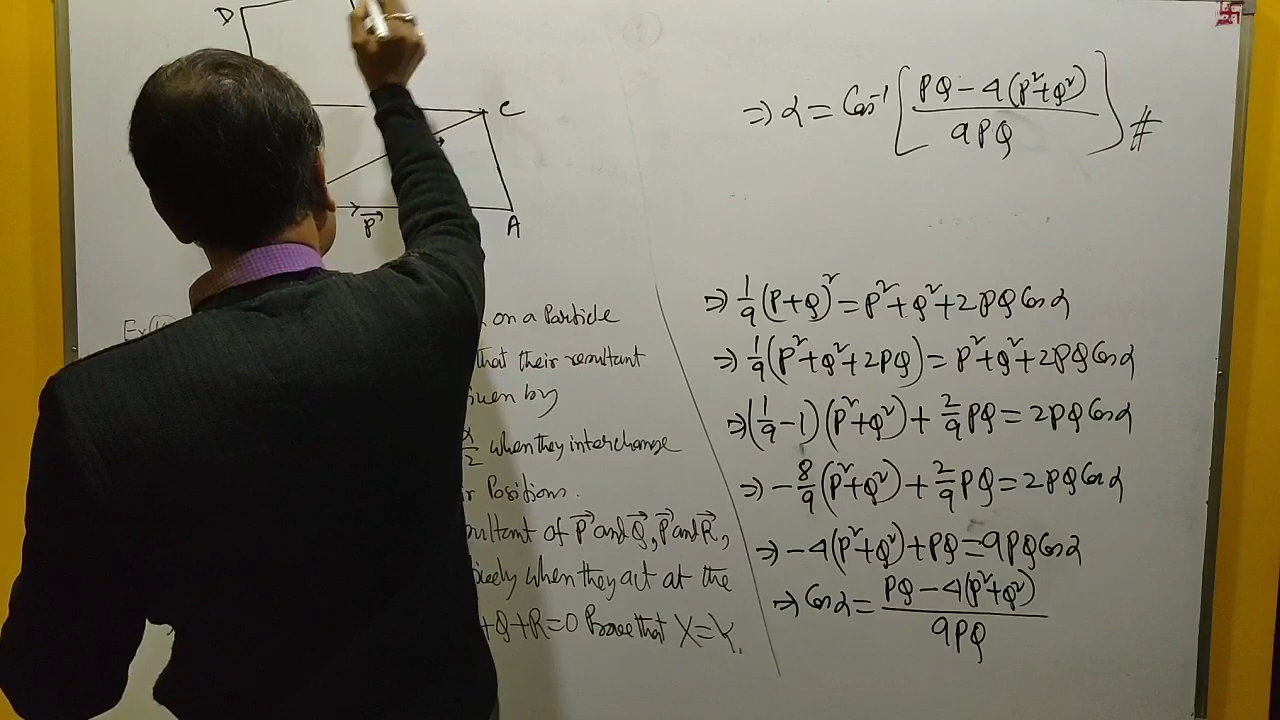 D
C
P⃗
A
on a Particle
that their resultant
given by
α/2 when they interchange
r Positions.
ultant of P⃗ and Q⃗, P⃗ and R⃗,
ively when they act at the
+Q+R=0 Prove that X=Y.
⇒ α = Cos⁻¹ [ (PQ − 4(P²+Q²)) / 9PQ ] #
⇒ 1/9 (P+Q)² = P²+Q²+2PQ Cos α
⇒ 1/9 (P²+Q²+2PQ) = P²+Q²+2PQ Cos α
⇒ (1/9 −1)(P²+Q²) + 2/9 PQ = 2PQ Cos α
⇒ −8/9 (P²+Q²) + 2/9 PQ = 2PQ Cos α
⇒ −4(P²+Q²)+PQ = 9PQ Cos α
⇒ Cos α = (PQ − 4(P²+Q²)) / 9PQ